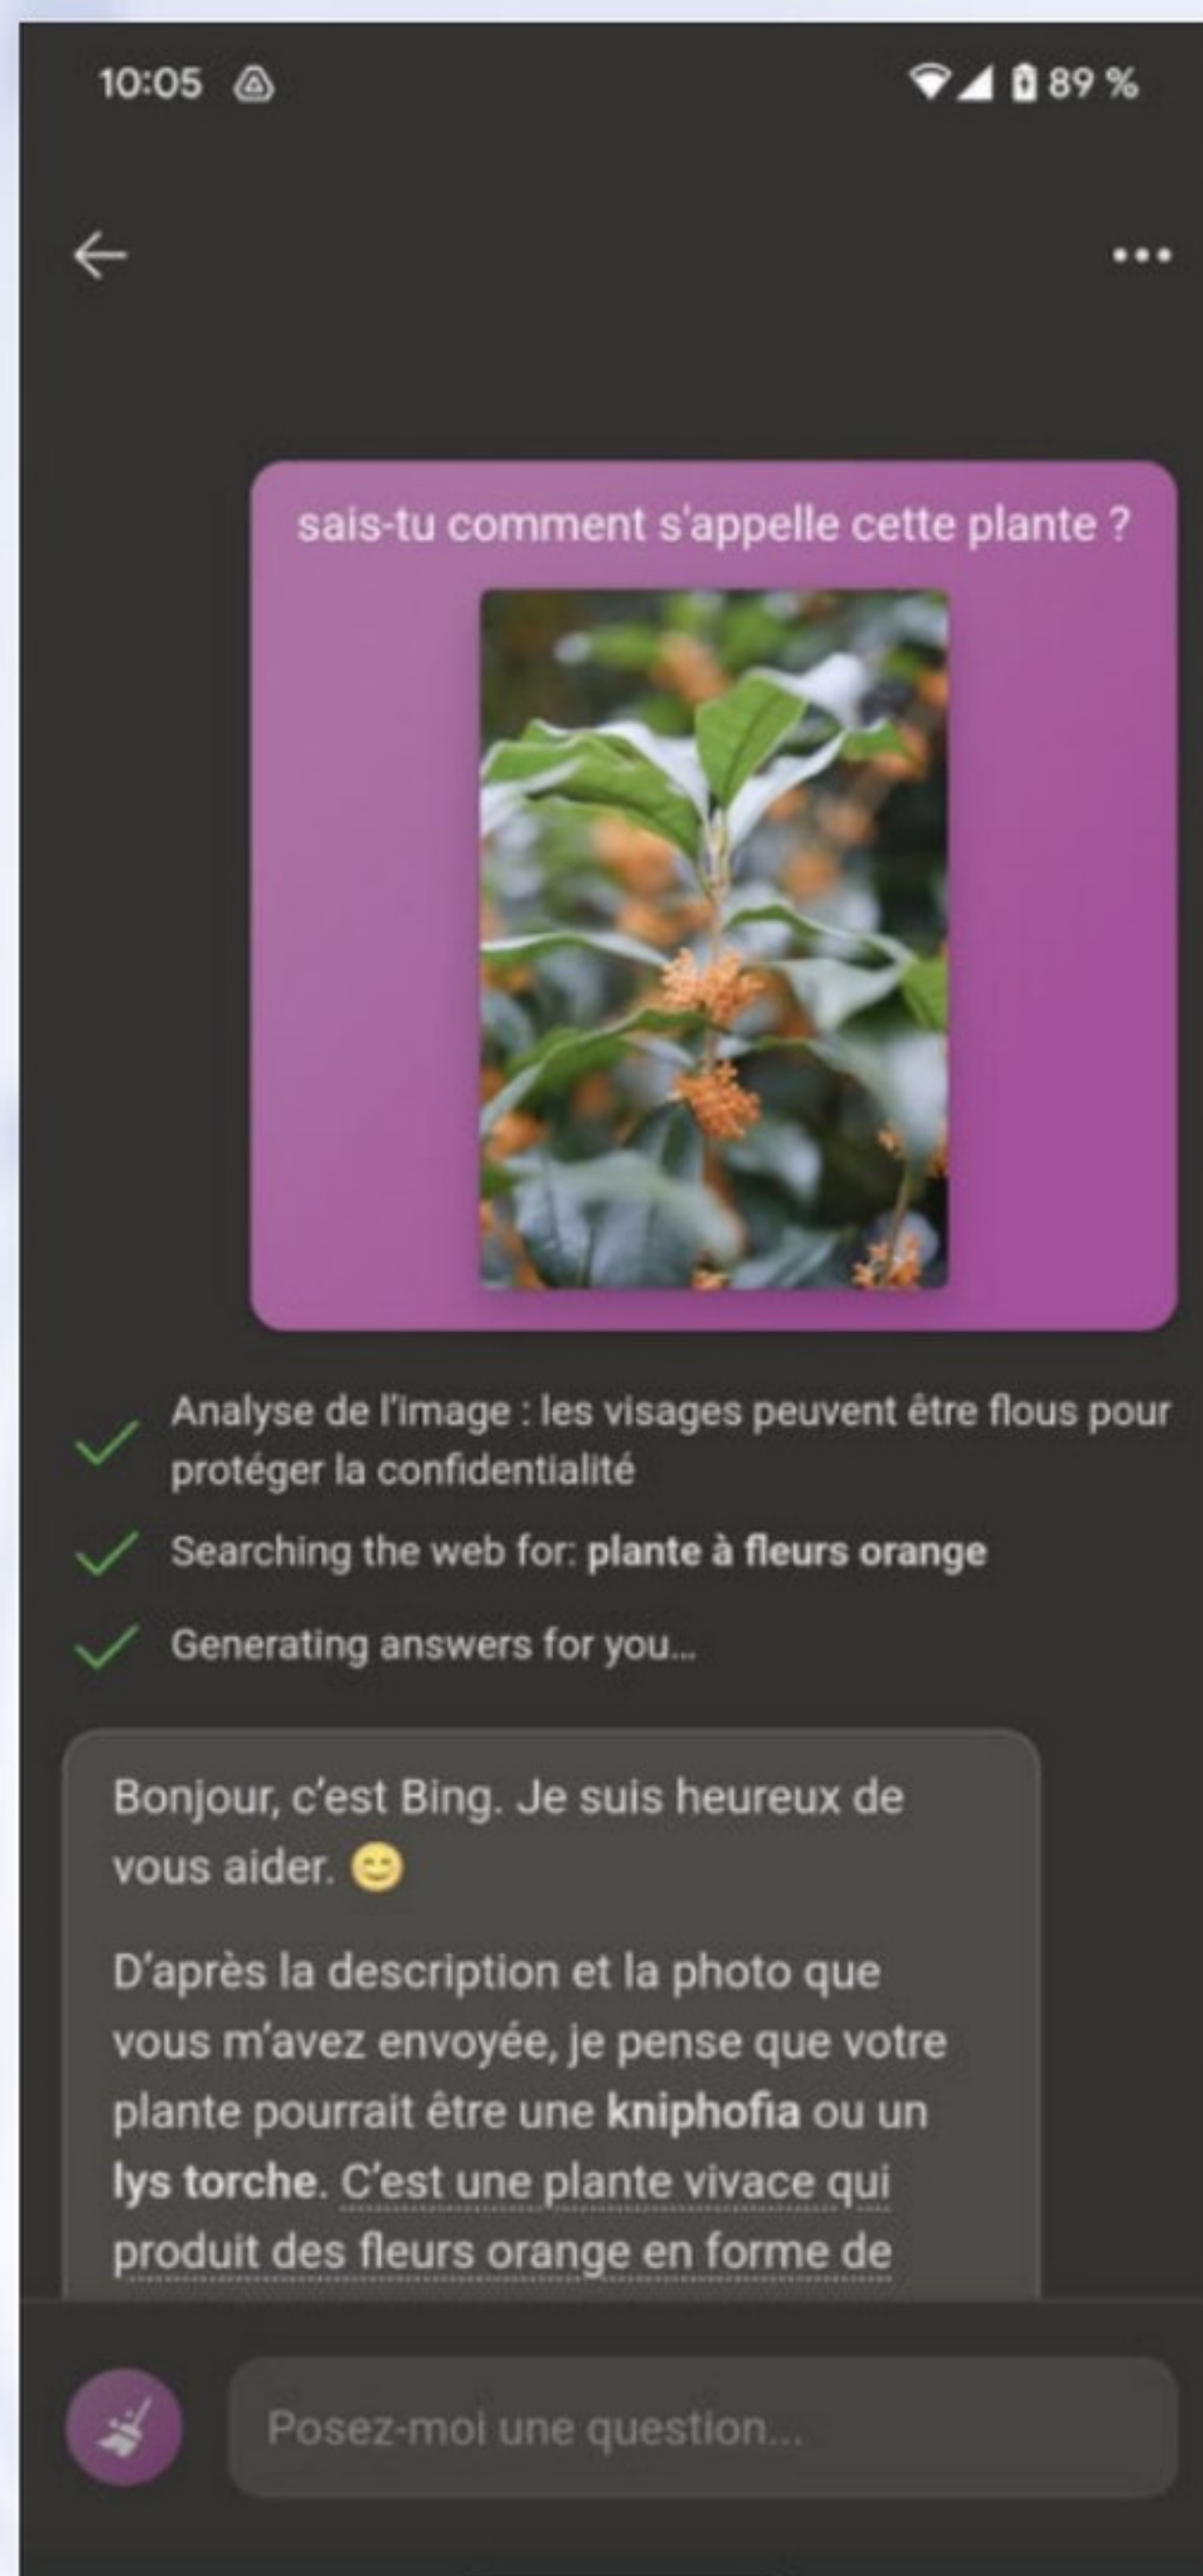 10:05
89 %
sais-tu comment s'appelle cette plante ?
Analyse de l'image : les visages peuvent être flous pour
protéger la confidentialité
Searching the web for: plante à fleurs orange
Generating answers for you...
Bonjour, c'est Bing. Je suis heureux de
vous aider. 😊
D'après la description et la photo que
vous m'avez envoyée, je pense que votre
plante pourrait être une kniphofia ou un
lys torche. C'est une plante vivace qui
produit des fleurs orange en forme de
Posez-moi une question...